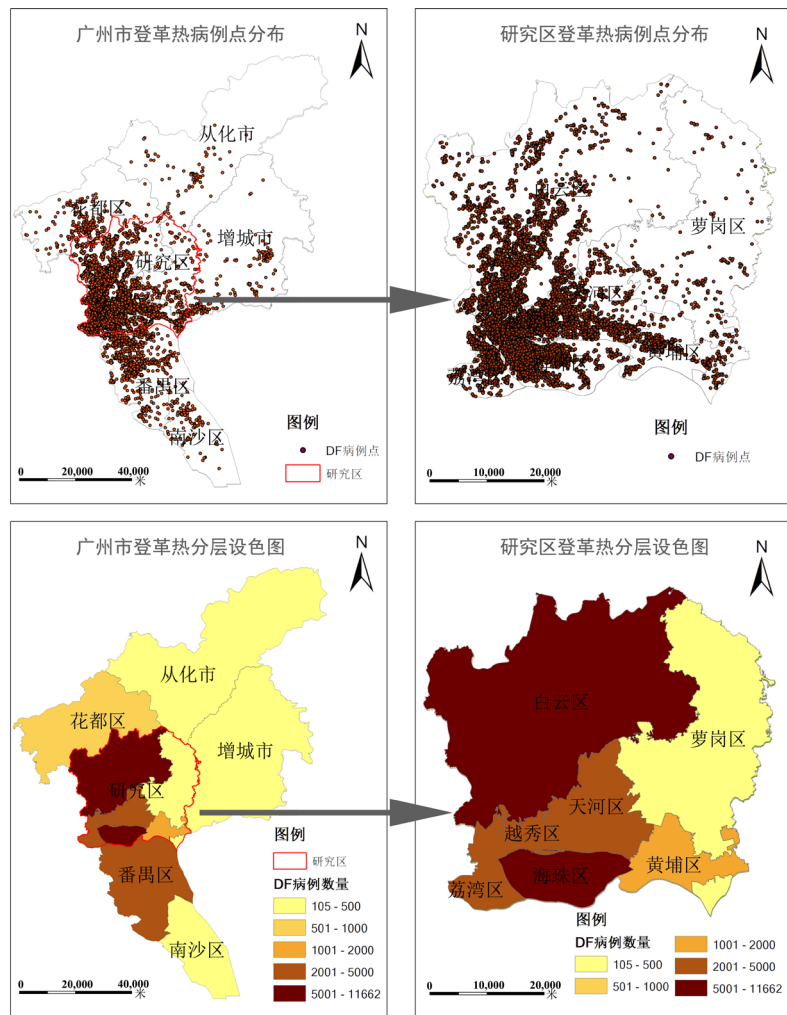 广州市登革热病例点分布
N
从化市
花都区
增城市
研究区
番禺区
南沙区
图例
DF病例点
研究区
0 20,000 40,000
米
研究区登革热病例点分布
N
白云区
萝岗区
河区
黄埔区
荔湾区
图例
DF病例点
0 10,000 20,000
米
广州市登革热分层设色图
N
从化市
花都区
增城市
研究区
番禺区
南沙区
图例
研究区
DF病例数量
105 - 500
501 - 1000
1001 - 2000
2001 - 5000
5001 - 11662
0 20,000 40,000
米
研究区登革热分层设色图
N
白云区
萝岗区
天河区
越秀区
黄埔区
海珠区
荔湾区
图例
DF病例数量
105 - 500
501 - 1000
1001 - 2000
2001 - 5000
5001 - 11662
0 10,000 20,000
米